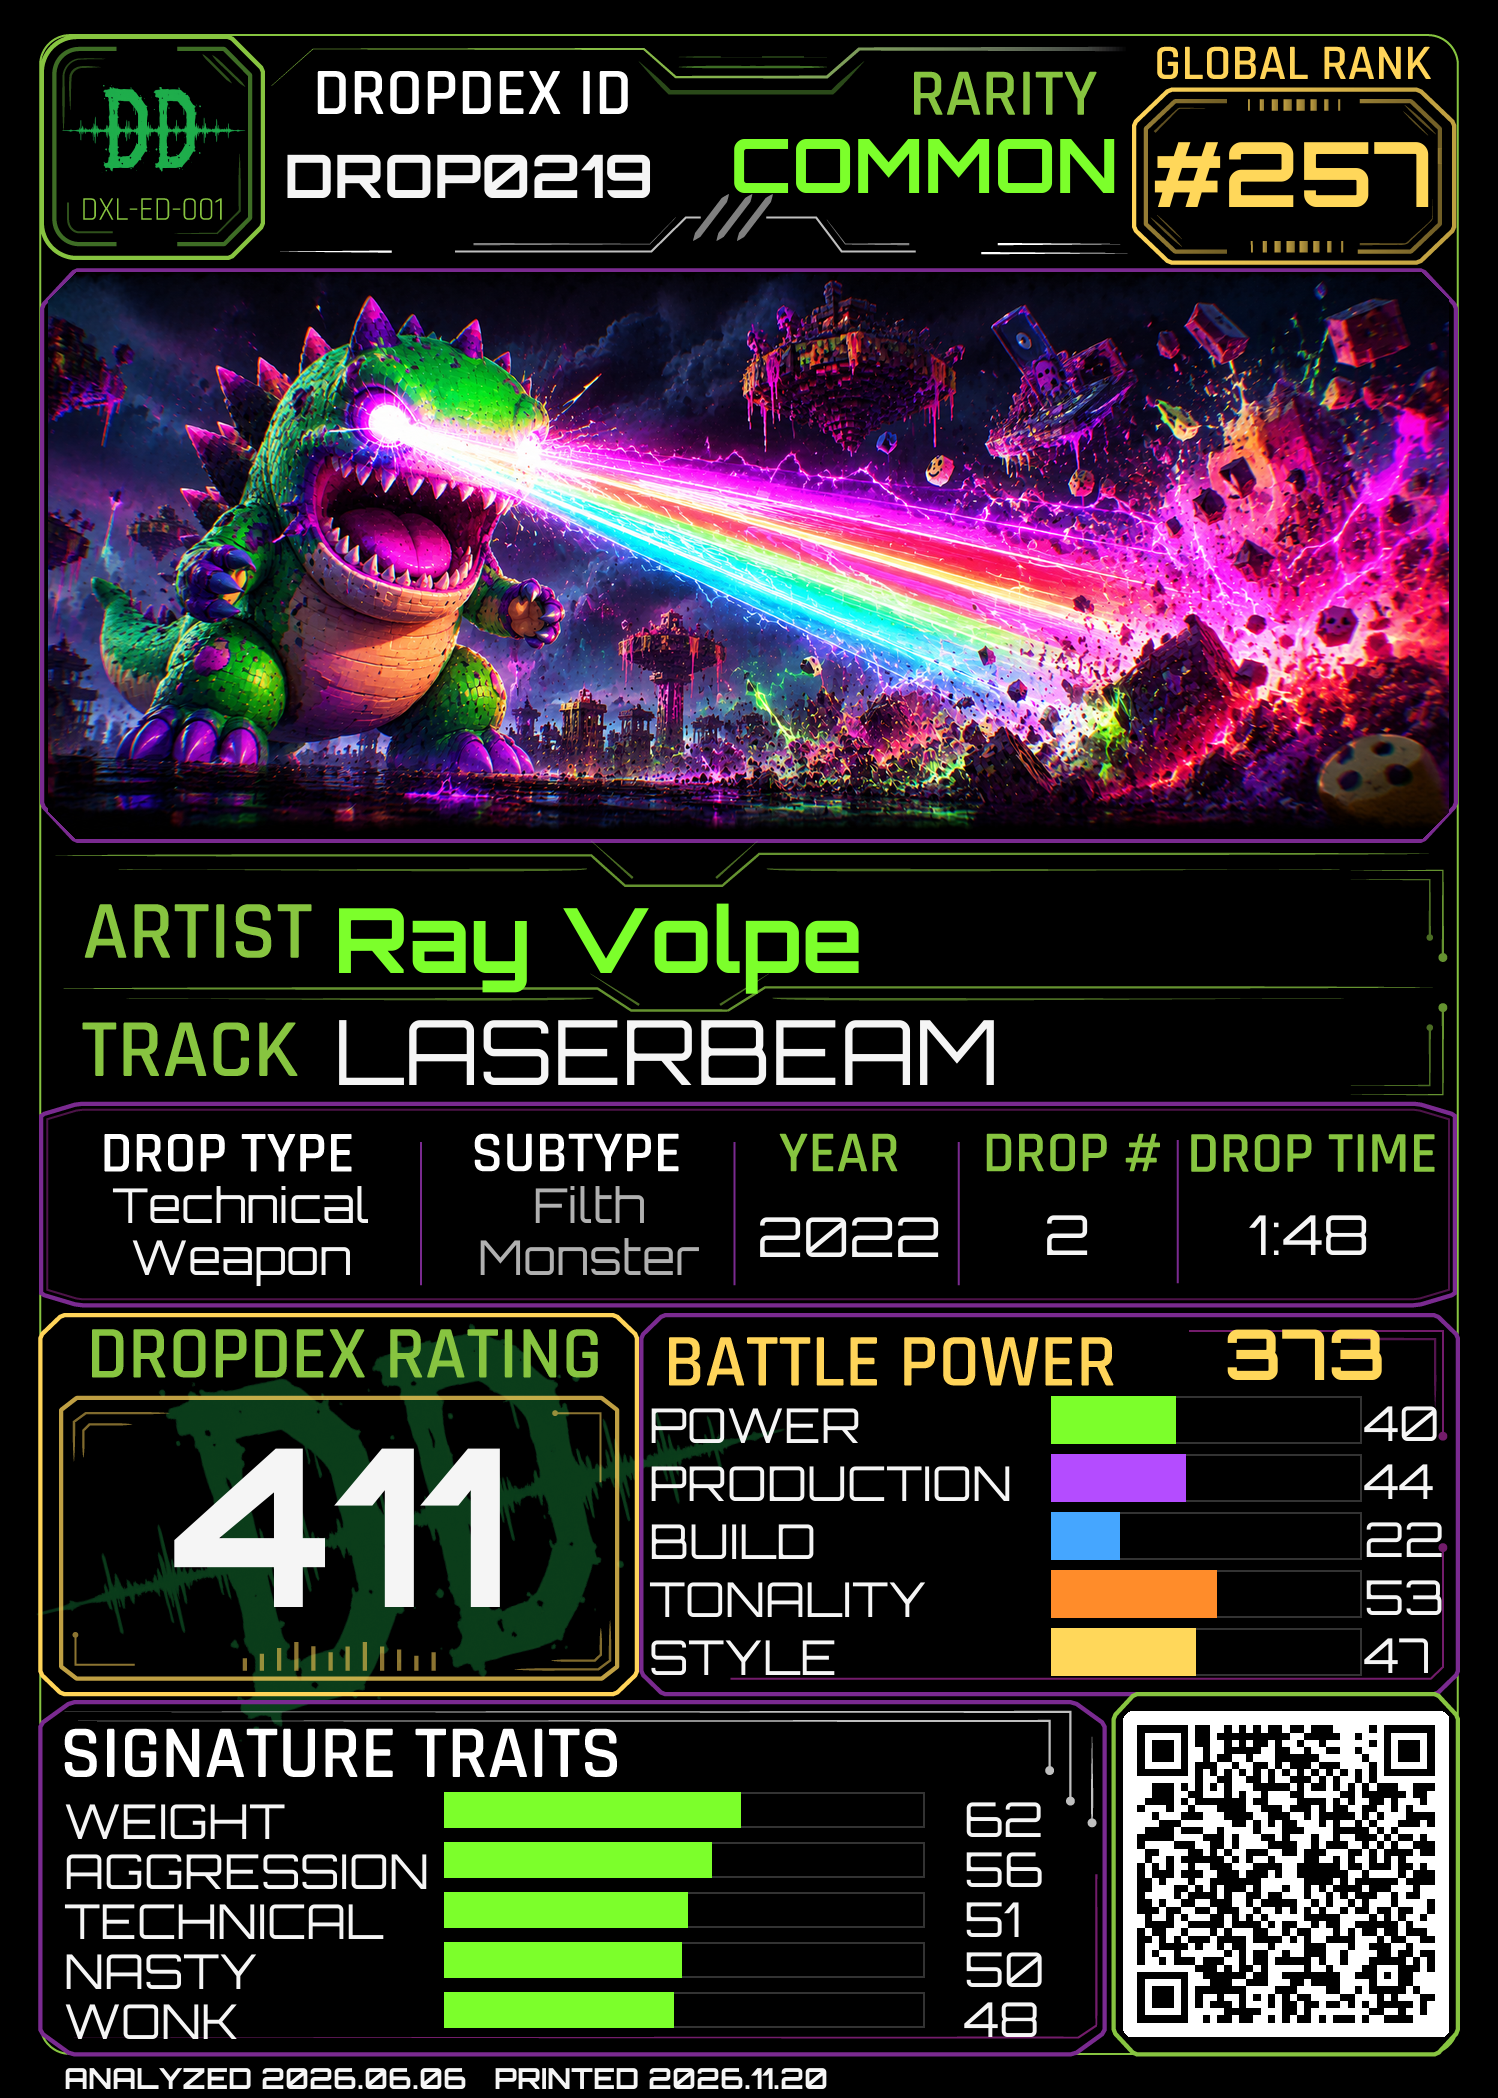 DD
DXL-ED-001
DROPDEX ID
DROP0219
RARITY
COMMON
GLOBAL RANK
#257
ARTIST Ray Volpe
TRACK LASERBEAM
DROP TYPE
Technical
Weapon
SUBTYPE
Filth
Monster
YEAR
2022
DROP #
2
DROP TIME
1:48
DROPDEX RATING
411
BATTLE POWER 373
POWER 40
PRODUCTION 44
BUILD 22
TONALITY 53
STYLE 47
SIGNATURE TRAITS
WEIGHT 62
AGGRESSION 56
TECHNICAL 51
NASTY 50
WONK 48
ANALYZED 2026.06.06 PRINTED 2026.11.20